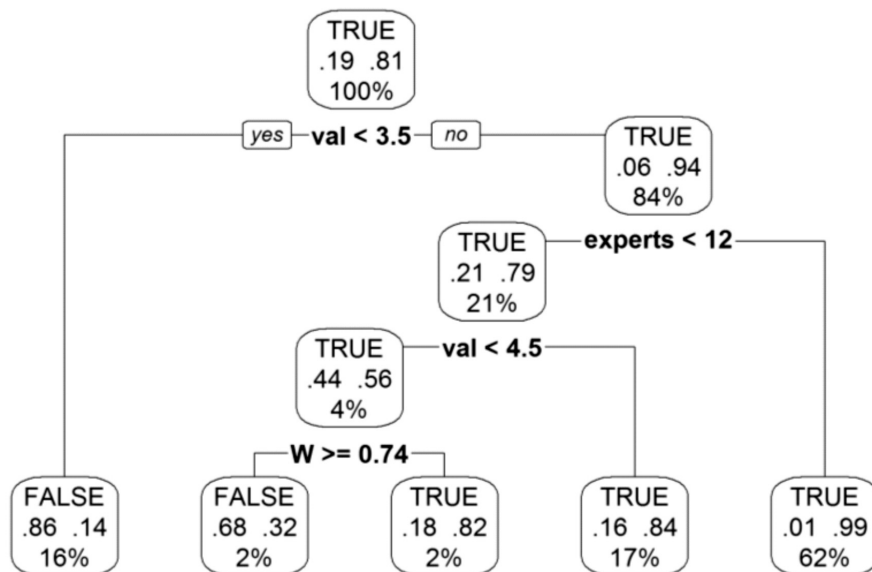 TRUE
.19 .81
100%
yes val < 3.5 no
TRUE
.06 .94
84%
experts < 12
TRUE
.21 .79
21%
val < 4.5
TRUE
.44 .56
4%
W >= 0.74
FALSE
.86 .14
16%
FALSE
.68 .32
2%
TRUE
.18 .82
2%
TRUE
.16 .84
17%
TRUE
.01 .99
62%